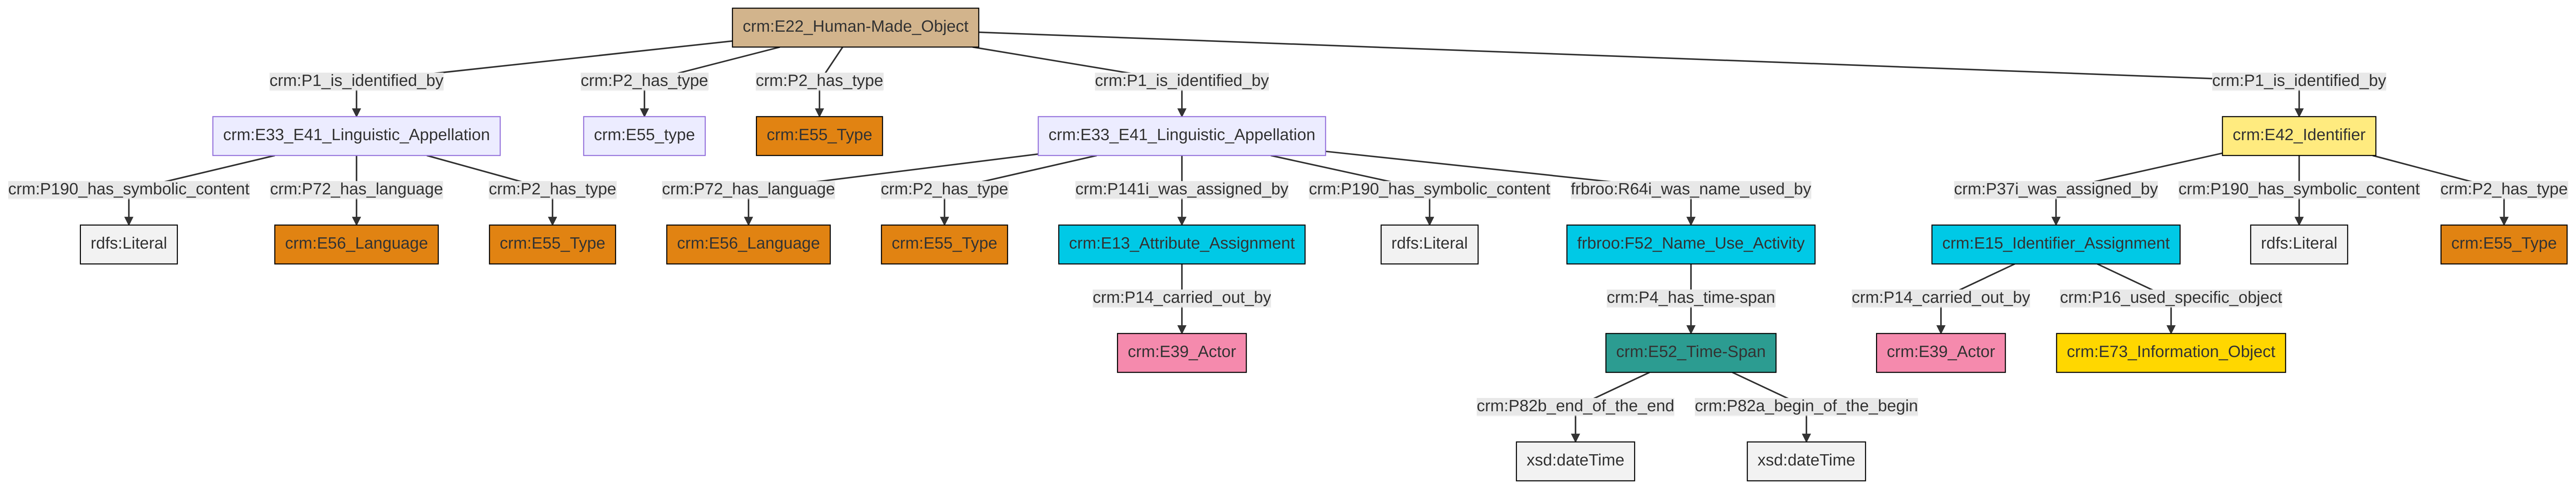 crm:E22_Human-Made_Object
crm:P1_is_identified_by
crm:P2_has_type
crm:P2_has_type
crm:P1_is_identified_by
crm:P1_is_identified_by
crm:E33_E41_Linguistic_Appellation
crm:E55_type
crm:E55_Type
crm:E33_E41_Linguistic_Appellation
crm:E42_Identifier
crm:P190_has_symbolic_content
crm:P72_has_language
crm:P2_has_type
crm:P72_has_language
crm:P2_has_type
crm:P141i_was_assigned_by
crm:P190_has_symbolic_content
frbroo:R64i_was_name_used_by
crm:P37i_was_assigned_by
crm:P190_has_symbolic_content
crm:P2_has_type
rdfs:Literal
crm:E56_Language
crm:E55_Type
crm:E56_Language
crm:E55_Type
crm:E13_Attribute_Assignment
rdfs:Literal
frbroo:F52_Name_Use_Activity
crm:E15_Identifier_Assignment
rdfs:Literal
crm:E55_Type
crm:P14_carried_out_by
crm:P4_has_time-span
crm:P14_carried_out_by
crm:P16_used_specific_object
crm:E39_Actor
crm:E52_Time-Span
crm:E39_Actor
crm:E73_Information_Object
crm:P82b_end_of_the_end
crm:P82a_begin_of_the_begin
xsd:dateTime
xsd:dateTime